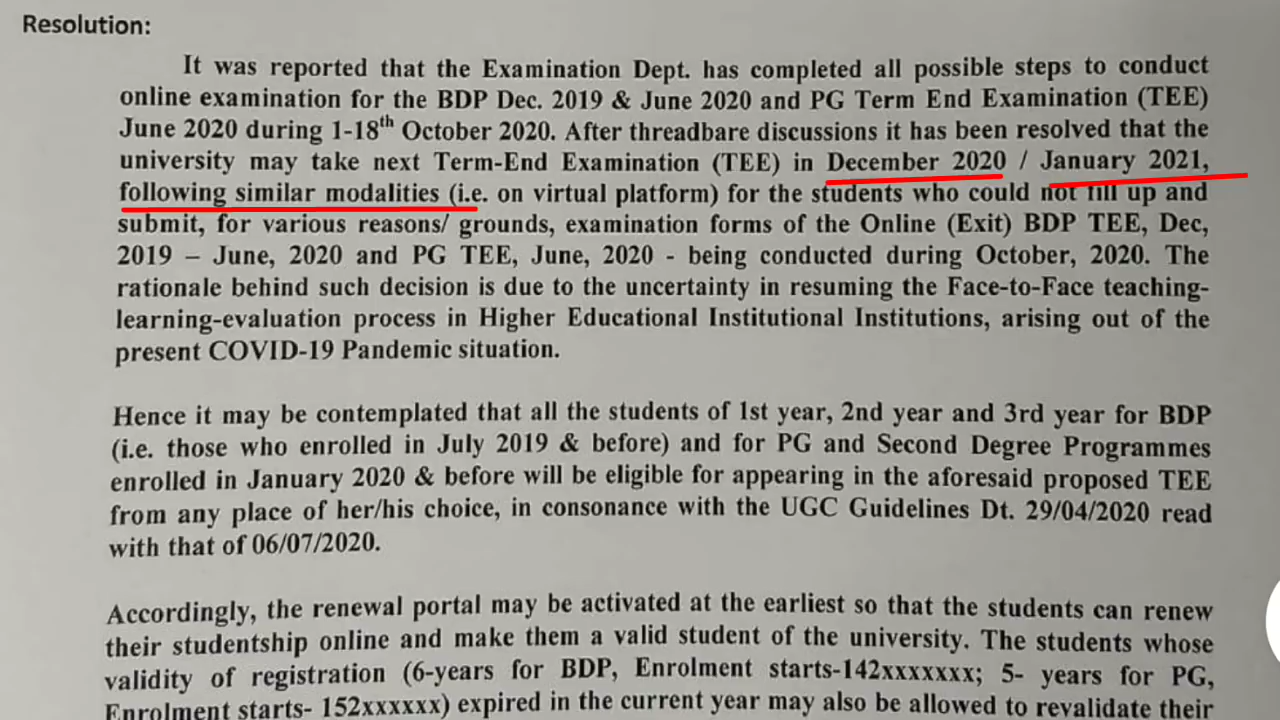 Resolution:
It was reported that the Examination Dept. has completed all possible steps to conduct
online examination for the BDP Dec. 2019 & June 2020 and PG Term End Examination (TEE)
June 2020 during 1-18th October 2020. After threadbare discussions it has been resolved that the
university may take next Term-End Examination (TEE) in December 2020 / January 2021,
following similar modalities (i.e. on virtual platform) for the students who could not fill up and
submit, for various reasons/ grounds, examination forms of the Online (Exit) BDP TEE, Dec,
2019 – June, 2020 and PG TEE, June, 2020 - being conducted during October, 2020. The
rationale behind such decision is due to the uncertainty in resuming the Face-to-Face teaching-
learning-evaluation process in Higher Educational Institutional Institutions, arising out of the
present COVID-19 Pandemic situation.
Hence it may be contemplated that all the students of 1st year, 2nd year and 3rd year for BDP
(i.e. those who enrolled in July 2019 & before) and for PG and Second Degree Programmes
enrolled in January 2020 & before will be eligible for appearing in the aforesaid proposed TEE
from any place of her/his choice, in consonance with the UGC Guidelines Dt. 29/04/2020 read
with that of 06/07/2020.
Accordingly, the renewal portal may be activated at the earliest so that the students can renew
their studentship online and make them a valid student of the university. The students whose
validity of registration (6-years for BDP, Enrolment starts-142xxxxxxx; 5- years for PG,
Enrolment starts- 152xxxxxx) expired in the current year may also be allowed to revalidate their